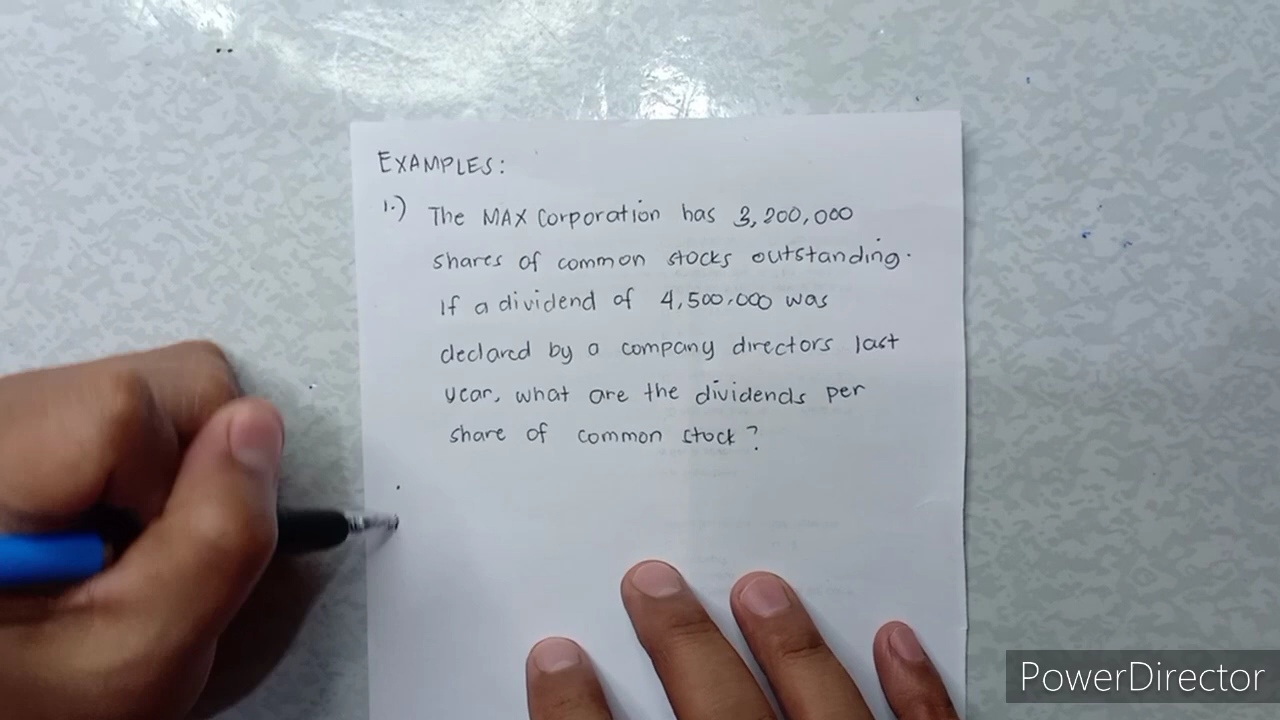 EXAMPLES:
1.) The MAX Corporation has 3,200,000
shares of common stocks outstanding.
If a dividend of 4,500,000 was
declared by a company directors last
year, what are the dividends per
share of common stock?
PowerDirector